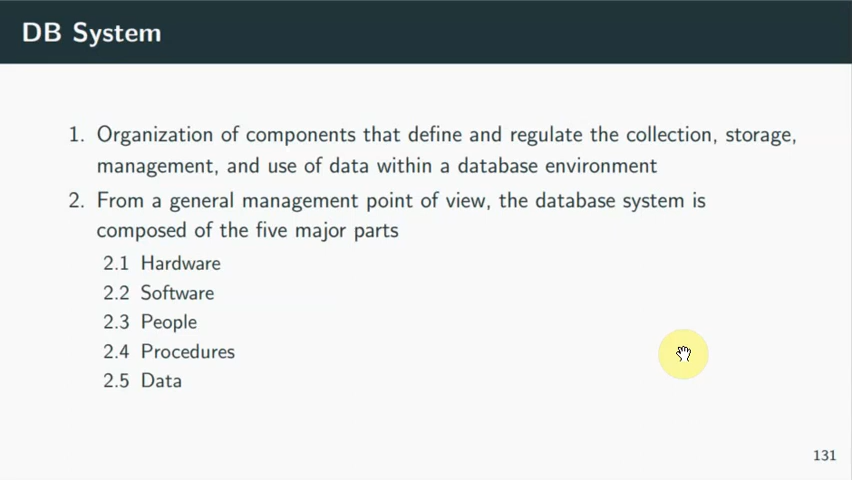 DB System
1. Organization of components that define and regulate the collection, storage,
management, and use of data within a database environment
2. From a general management point of view, the database system is
composed of the five major parts
2.1 Hardware
2.2 Software
2.3 People
2.4 Procedures
2.5 Data
131